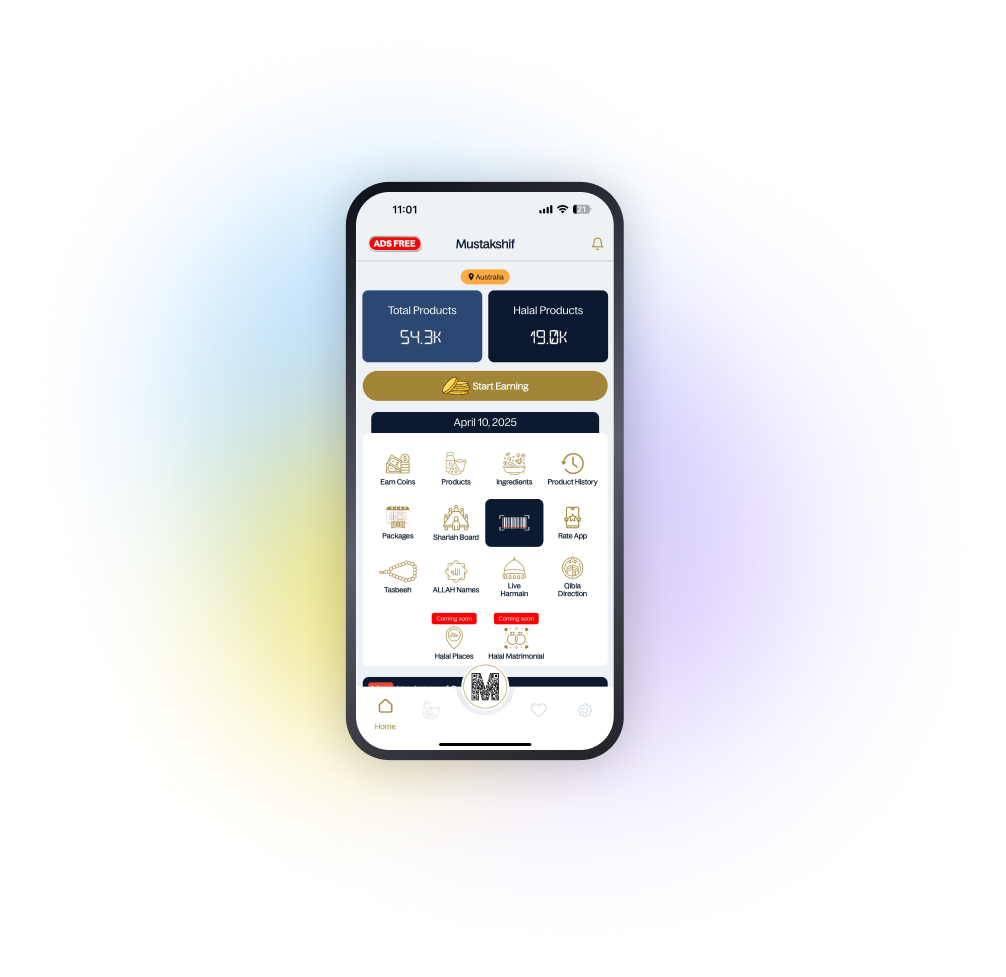 11:01
21
ADS FREE
Mustakshif
Australia
Total Products
Halal Products
54.3K
19.0K
Start Earning
April 10, 2025
Earn Coins
Products
Ingredients
Product History
Packages
Shariah Board
Rate App
Tasbeeh
ALLAH Names
Live
Harmain
Qibla
Direction
Coming soon
Coming soon
Halal Places
Halal Matrimonial
M
Home